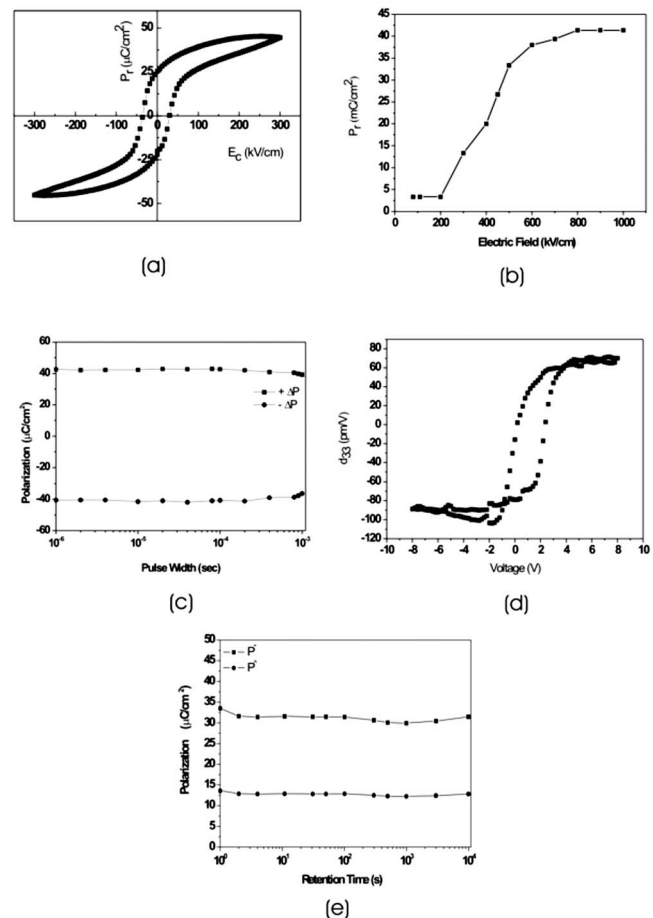 50
25
0
-25
-50
P_r (μC/cm²)
-300 -200 -100 0 100 200 300
E_C (kV/cm)
(a)
45
40
35
30
25
20
15
10
5
0
P_r (mC/cm²)
0 200 400 600 800 1000
Electric Field (kV/cm)
(b)
60
40
20
0
-20
-40
-60
Polarization (μC/cm²)
+ ΔP
- ΔP
10⁻⁶ 10⁻⁵ 10⁻⁴ 10⁻³
Pulse Width (sec)
(c)
80
60
40
20
0
-20
-40
-60
-80
-100
-120
d₃₃ (pm/V)
-8 -6 -4 -2 0 2 4 6 8
Voltage (V)
(d)
50
45
40
35
30
25
20
15
10
5
0
Polarization (μC/cm²)
10⁰ 10¹ 10² 10³ 10⁴
Retention Time (s)
(e)